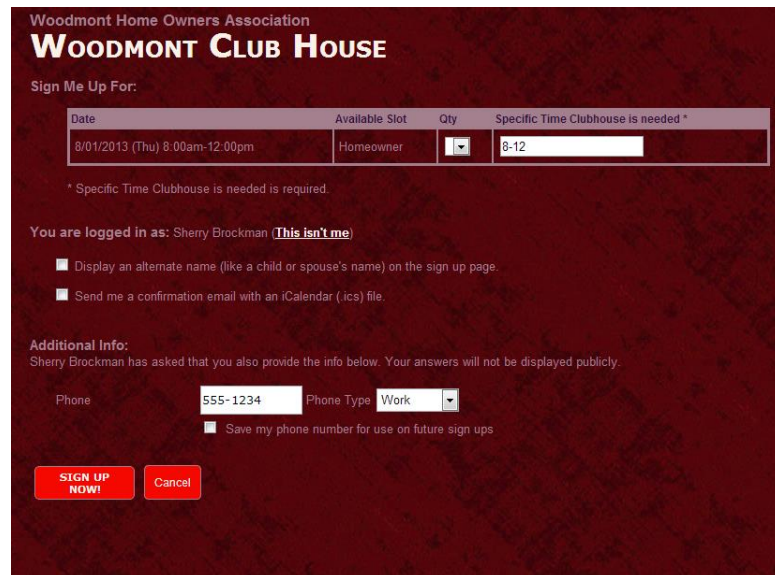 Woodmont Home Owners Association
WOODMONT CLUB HOUSE
Sign Me Up For:
Date Available Slot Qty Specific Time Clubhouse is needed *
8/01/2013 (Thu) 8:00am-12:00pm Homeowner 8-12
* Specific Time Clubhouse is needed is required.
You are logged in as: Sherry Brockman (This isn't me)
Display an alternate name (like a child or spouse's name) on the sign up page.
Send me a confirmation email with an iCalendar (.ics) file.
Additional Info:
Sherry Brockman has asked that you also provide the info below. Your answers will not be displayed publicly.
Phone 555-1234 Phone Type Work
Save my phone number for use on future sign ups
SIGN UP
NOW!
Cancel